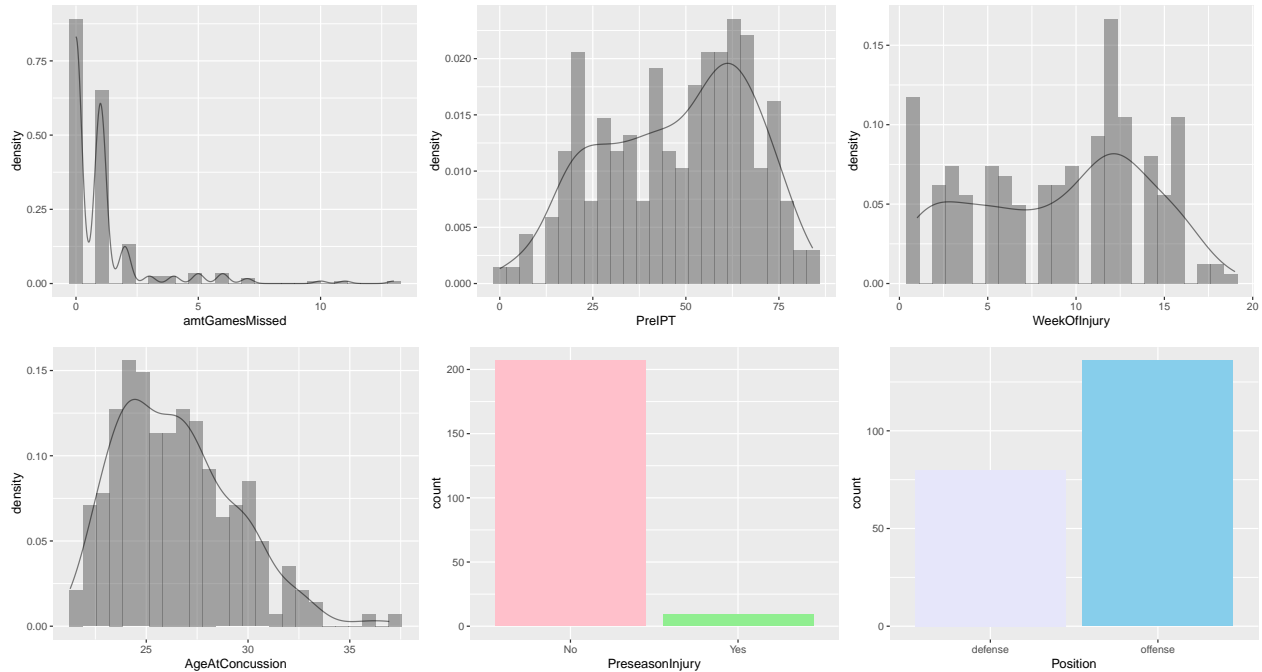 density
0.75
0.50
0.25
0.00
0 5 10
amtGamesMissed
density
0.020
0.015
0.010
0.005
0.000
0 25 50 75
PreIPT
density
0.15
0.10
0.05
0.00
0 5 10 15 20
WeekOfInjury
density
0.15
0.10
0.05
0.00
25 30 35
AgeAtConcussion
count
200
150
100
50
0
No Yes
PreseasonInjury
count
100
50
0
defense offense
Position